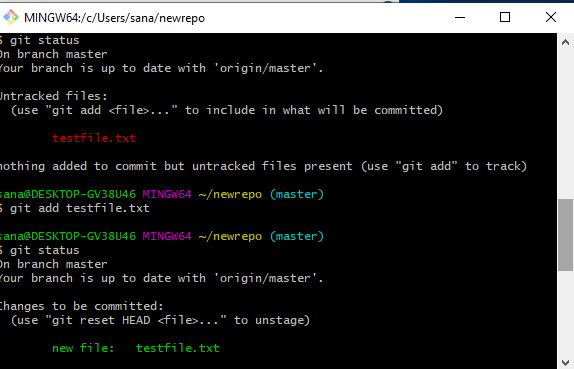 MINGW64:/c/Users/sana/newrepo
$ git status
On branch master
Your branch is up to date with 'origin/master'.
Untracked files:
(use "git add <file>..." to include in what will be committed)
testfile.txt
nothing added to commit but untracked files present (use "git add" to track)
sana@DESKTOP-GV38U46 MINGW64 ~/newrepo (master)
$ git add testfile.txt
sana@DESKTOP-GV38U46 MINGW64 ~/newrepo (master)
$ git status
On branch master
Your branch is up to date with 'origin/master'.
Changes to be committed:
(use "git reset HEAD <file>..." to unstage)
new file: testfile.txt